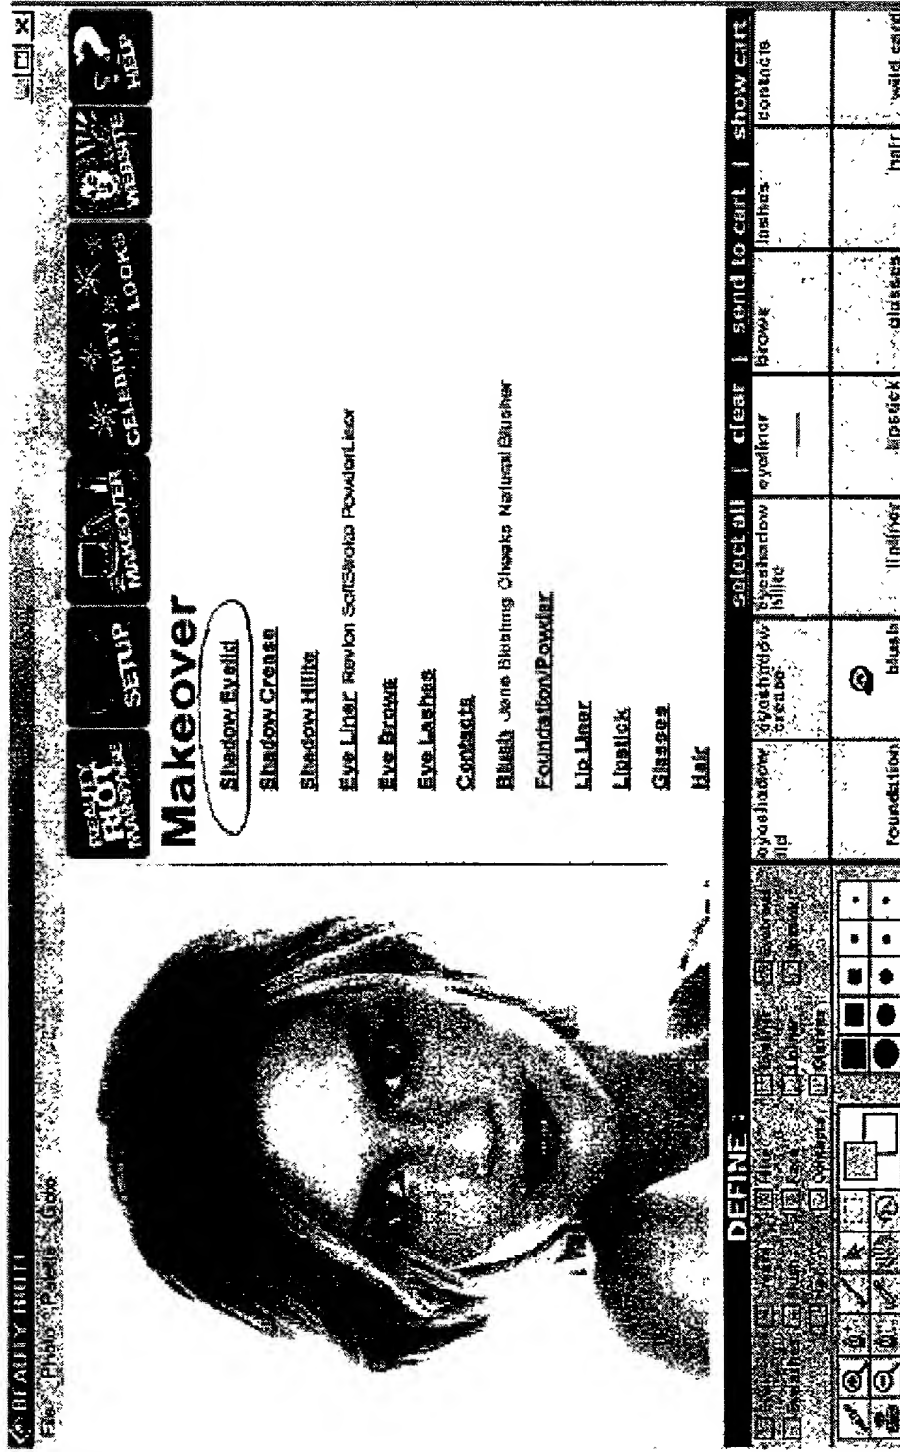 BEAUTY RIOT
File Photo Palette Goto
BEAUTY
RIOT
MAKEOVER
SETUP
MAKEOVER
CELEBRITY LOOKS
WEBSITE
? HELP
Makeover
Shadow Eyelid
Shadow Crease
Shadow Hilite
Eye Liner Revlon SoftStroke PowderLiner
Eye Brows
Eye Lashes
Contacts
Blush Jane Blushing Cheeks Natural Blusher
Foundation/Powder
Lip Liner
Lipstick
Glasses
Hair
DEFINE :
select all | clear | send to cart | show cart
eyeshadow lid
eyeshadow crease
eyeshadow hilite
eyeliner
brows
lashes
contacts
foundation
blush
lipliner
lipstick
glasses
hair
wild card